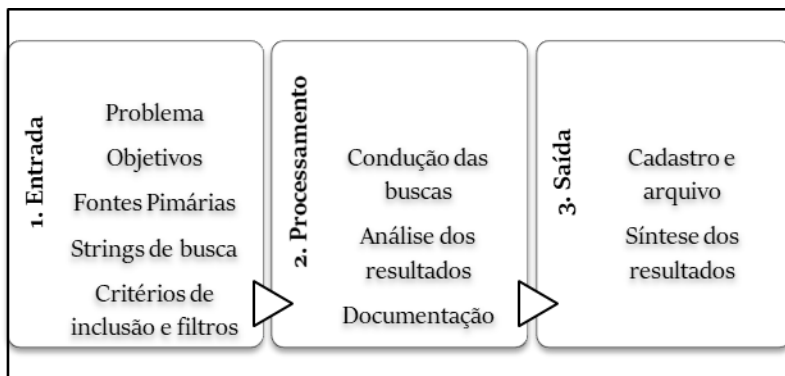 1. Entrada
Problema
Objetivos
Fontes Pimárias
Strings de busca
Critérios de
inclusão e filtros
2. Processamento
Condução das
buscas
Análise dos
resultados
Documentação
3. Saída
Cadastro e
arquivo
Síntese dos
resultados